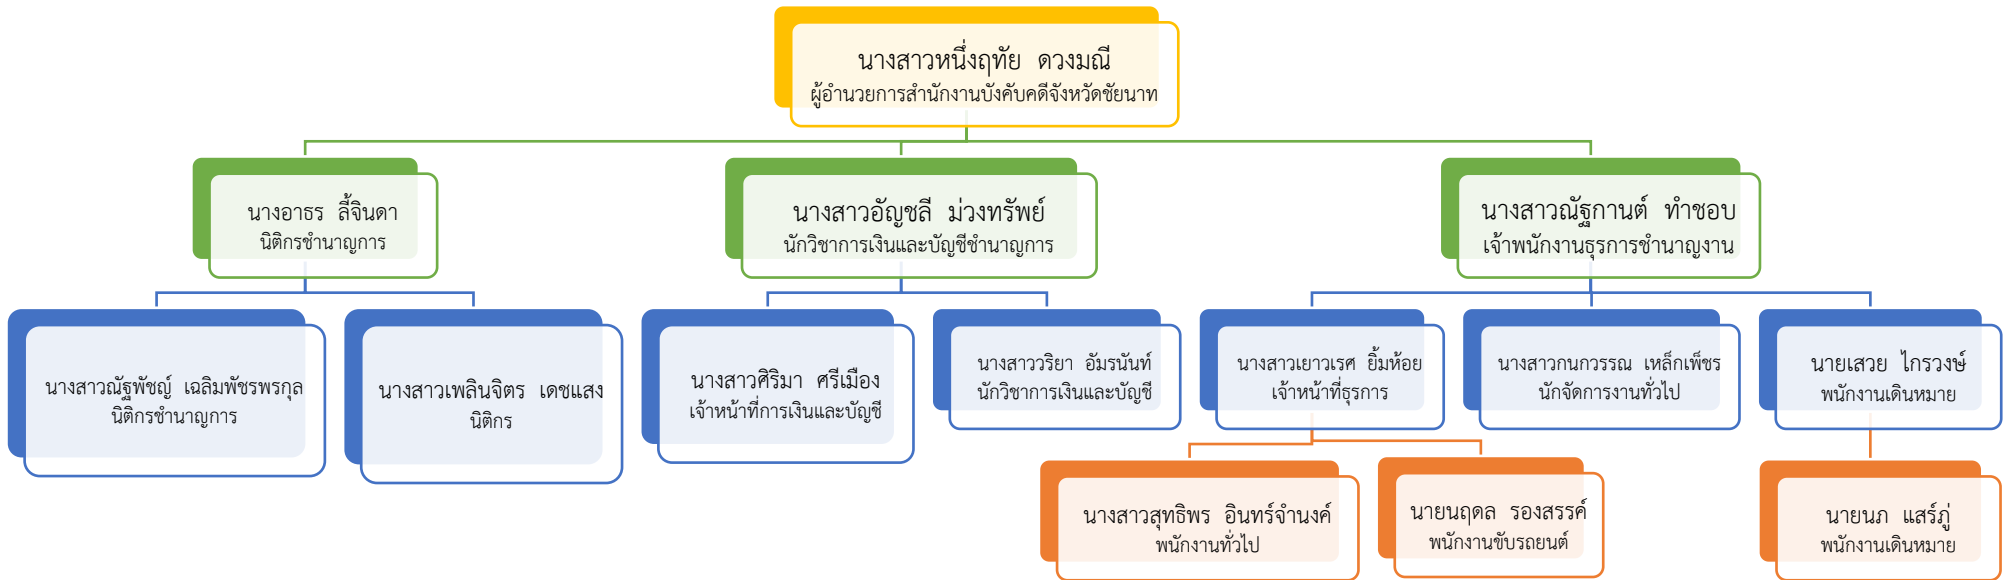 นางสาวหนึ่งฤทัย ดวงมณี
ผู้อำนวยการสำนักงานบังคับคดีจังหวัดชัยนาท
นางอาธร ลี้จินดา
นิติกรชำนาญการ
นางสาวอัญชลี ม่วงทรัพย์
นักวิชาการเงินและบัญชีชำนาญการ
นางสาวณัฐกานต์ ทำชอบ
เจ้าพนักงานธุรการชำนาญงาน
นางสาวณัฐพัชญ์ เฉลิมพัชรพรกุล
นิติกรชำนาญการ
นางสาวเพลินจิตร เดชแสง
นิติกร
นางสาวศิริมา ศรีเมือง
เจ้าหน้าที่การเงินและบัญชี
นางสาววริยา อัมรนันท์
นักวิชาการเงินและบัญชี
นางสาวเยาวเรศ ยิ้มห้อย
เจ้าหน้าที่ธุรการ
นางสาวกนกวรรณ เหล็กเพ็ชร
นักจัดการงานทั่วไป
นายเสวย ไกรวงษ์
พนักงานเดินหมาย
นางสาวสุทธิพร อินทร์จำนงค์
พนักงานทั่วไป
นายนฤดล รองสรรค์
พนักงานขับรถยนต์
นายนภ แสร์ภู่
พนักงานเดินหมาย